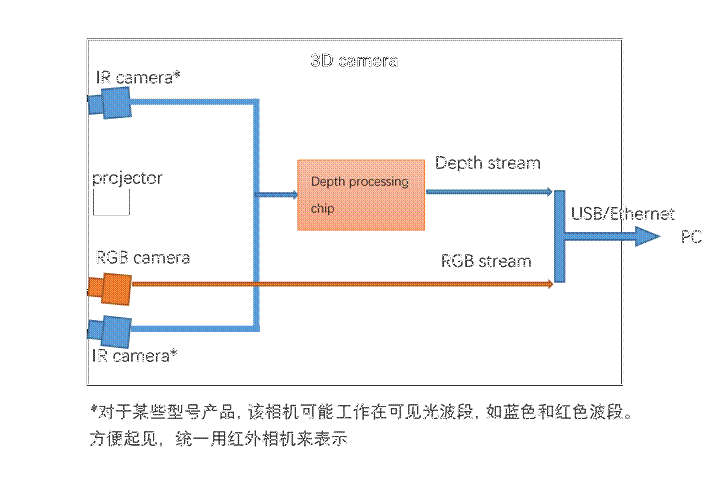 3D camera
IR camera*
projector
Depth processing
chip
Depth stream
USB/Ethernet
PC
RGB camera
RGB stream
IR camera*
*对于某些型号产品, 该相机可能工作在可见光波段, 如蓝色和红色波段。
方便起见, 统一用红外相机来表示